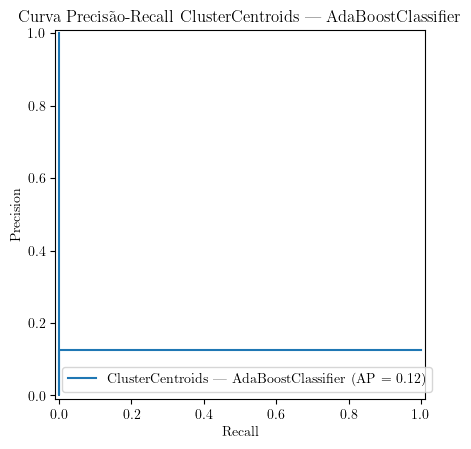 Curva Precisão-Recall ClusterCentroids — AdaBoostClassifier
1.0
0.8
0.6
0.4
0.2
0.0
Precision
ClusterCentroids — AdaBoostClassifier (AP = 0.12)
0.0 0.2 0.4 0.6 0.8 1.0
Recall